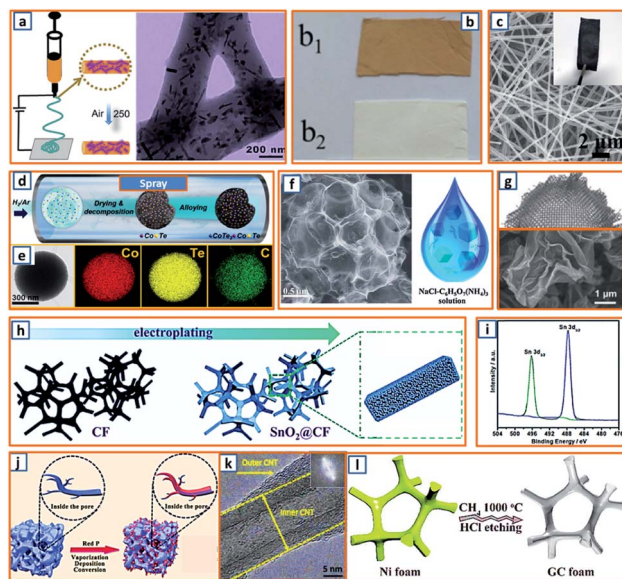 a
Air
250
200 nm
b
b1
b2
c
2 μm
d
Spray
H2/Ar
Drying &
decomposition
Alloying
Co Te
CoTe2 Co Te
e
300 nm
Co
Te
C
f
0.5 μm
NaCl-C6H5O7(NH4)3
solution
g
1 μm
h
electroplating
CF
SnO2@CF
i
Intensity / a.u.
Sn 3d3/2
Sn 3d5/2
504 500 496 492 488 484 480 476
Binding Energy / eV
j
Inside the pore
Inside the pore
Red P
Vaporization
Deposition
Conversion
k
Outer CNT
Inner CNT
5 nm
l
CH4 1000 °C
HCl etching
Ni foam
GC foam